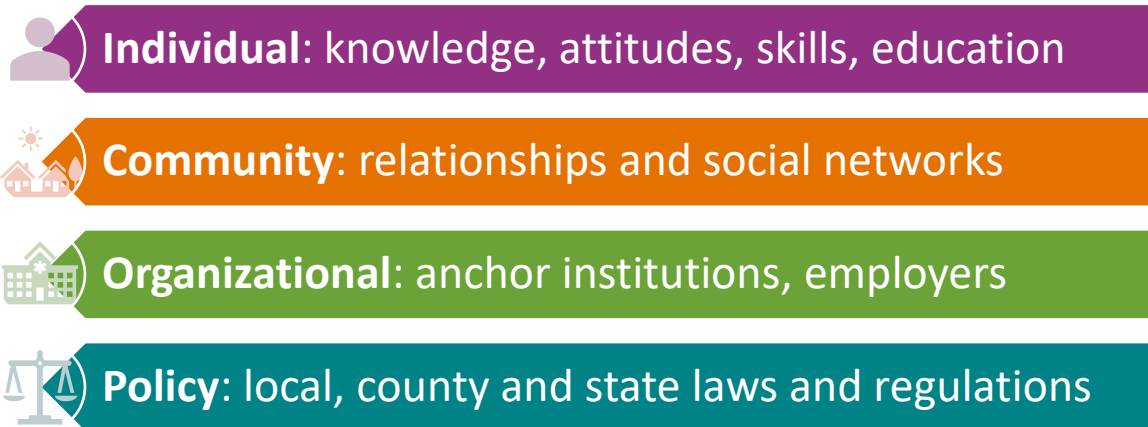 Individual: knowledge, attitudes, skills, education
Community: relationships and social networks
Organizational: anchor institutions, employers
Policy: local, county and state laws and regulations